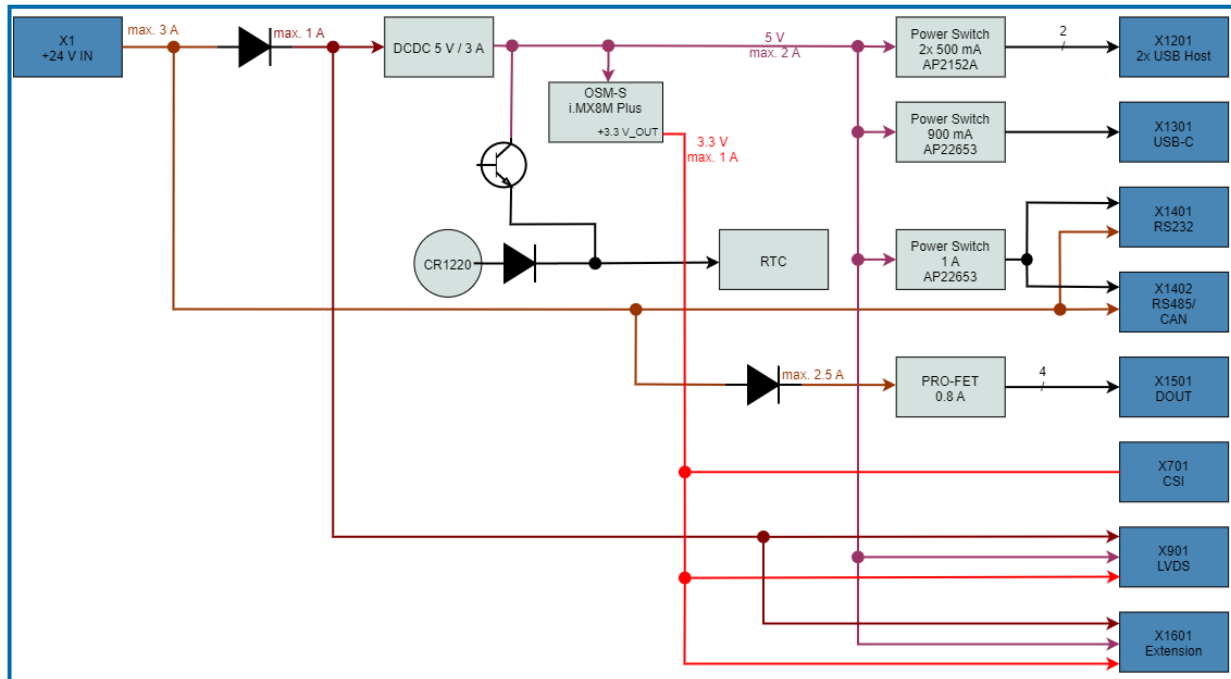 X1
+24 V IN
max. 3 A
max. 1 A
DCDC 5 V / 3 A
5 V
max. 2 A
Power Switch
2x 500 mA
AP2152A
2
X1201
2x USB Host
OSM-S
i.MX8M Plus
+3.3 V_OUT
3.3 V
max. 1 A
Power Switch
900 mA
AP22653
X1301
USB-C
X1401
RS232
CR1220
RTC
Power Switch
1 A
AP22653
X1402
RS485/
CAN
max. 2.5 A
PRO-FET
0.8 A
4
X1501
DOUT
X701
CSI
X901
LVDS
X1601
Extension